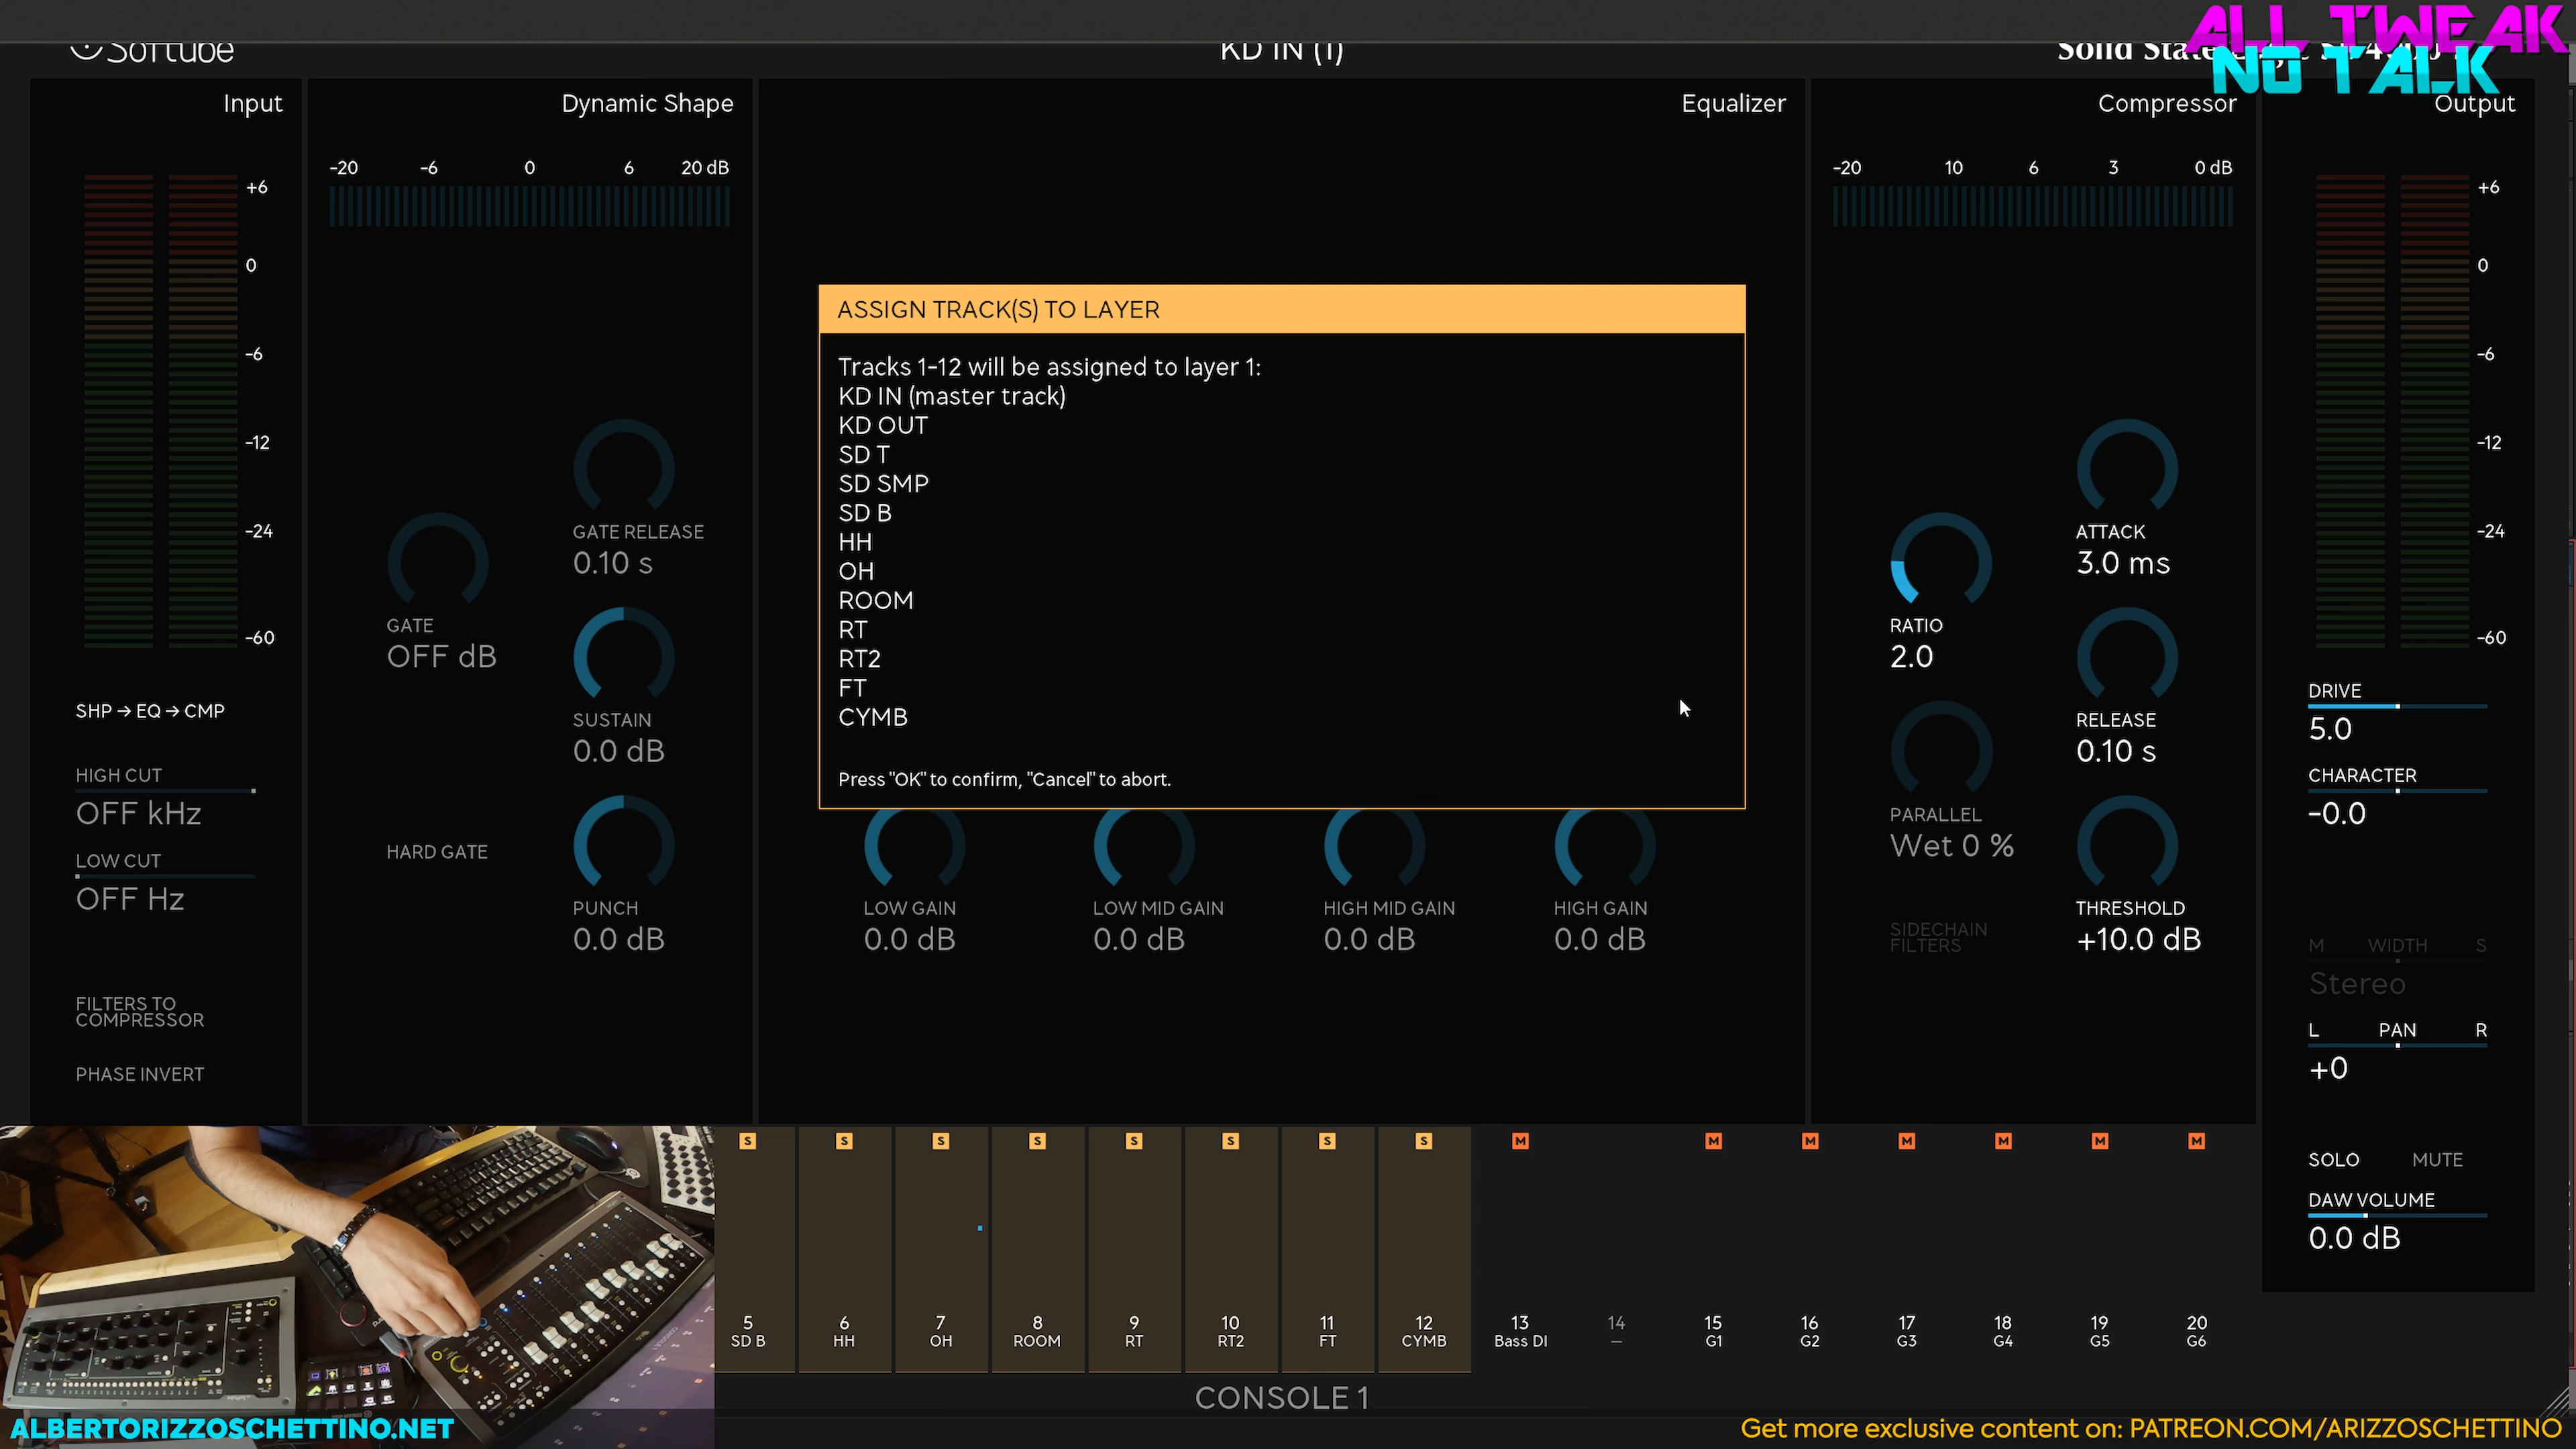 ALL TWEAK
NO TALK
Softube
KD IN (1)
Solid State
Input
Dynamic Shape
Equalizer
Compressor
Output
-20 -6 0 6 20 dB
-20 10 6 3 0 dB
+6
0
-6
-12
-24
-60
+6
0
-6
-12
-24
-60
ASSIGN TRACK(S) TO LAYER
Tracks 1-12 will be assigned to layer 1:
KD IN (master track)
KD OUT
SD T
SD SMP
SD B
HH
OH
ROOM
RT
RT2
FT
CYMB
Press "OK" to confirm, "Cancel" to abort.
SHP → EQ → CMP
HIGH CUT
OFF kHz
LOW CUT
OFF Hz
FILTERS TO
COMPRESSOR
PHASE INVERT
GATE
OFF dB
HARD GATE
GATE RELEASE
0.10 s
SUSTAIN
0.0 dB
PUNCH
0.0 dB
LOW GAIN
0.0 dB
LOW MID GAIN
0.0 dB
HIGH MID GAIN
0.0 dB
HIGH GAIN
0.0 dB
RATIO
2.0
PARALLEL
Wet 0 %
SIDECHAIN
FILTERS
ATTACK
3.0 ms
RELEASE
0.10 s
THRESHOLD
+10.0 dB
DRIVE
5.0
CHARACTER
-0.0
M WIDTH S
Stereo
L PAN R
+0
SOLO MUTE
DAW VOLUME
0.0 dB
S S S S S S S S M M M M M M M
5 6 7 8 9 10 11 12 13 14 15 16 17 18 19 20
SD B HH OH ROOM RT RT2 FT CYMB Bass DI — G1 G2 G3 G4 G5 G6
CONSOLE 1
ALBERTORIZZOSCHETTINO.NET
Get more exclusive content on: PATREON.COM/ARIZZOSCHETTINO